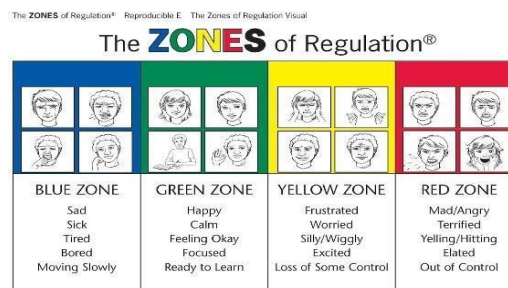 The ZONES of Regulation® Reproducible E The Zones of Regulation Visual
The ZONES of Regulation®
BLUE ZONE
Sad
Sick
Tired
Bored
Moving Slowly
GREEN ZONE
Happy
Calm
Feeling Okay
Focused
Ready to Learn
YELLOW ZONE
Frustrated
Worried
Silly/Wiggly
Excited
Loss of Some Control
RED ZONE
Mad/Angry
Terrified
Yelling/Hitting
Elated
Out of Control